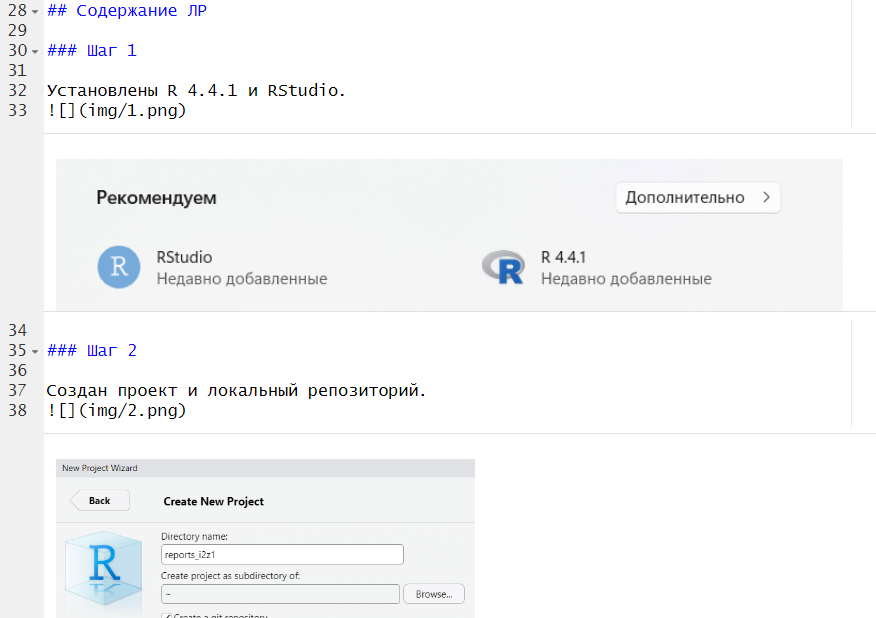 28 ## Содержание ЛР
29
30 ### Шаг 1
31
32 Установлены R 4.4.1 и RStudio.
33 ![](img/1.png)
Рекомендуем
Дополнительно
R
RStudio
Недавно добавленные
R
R 4.4.1
Недавно добавленные
34
35 ### Шаг 2
36
37 Создан проект и локальный репозиторий.
38 ![](img/2.png)
New Project Wizard
Back
Create New Project
R
Directory name:
reports_i2z1
Create project as subdirectory of:
~
Browse...
Create a git repository